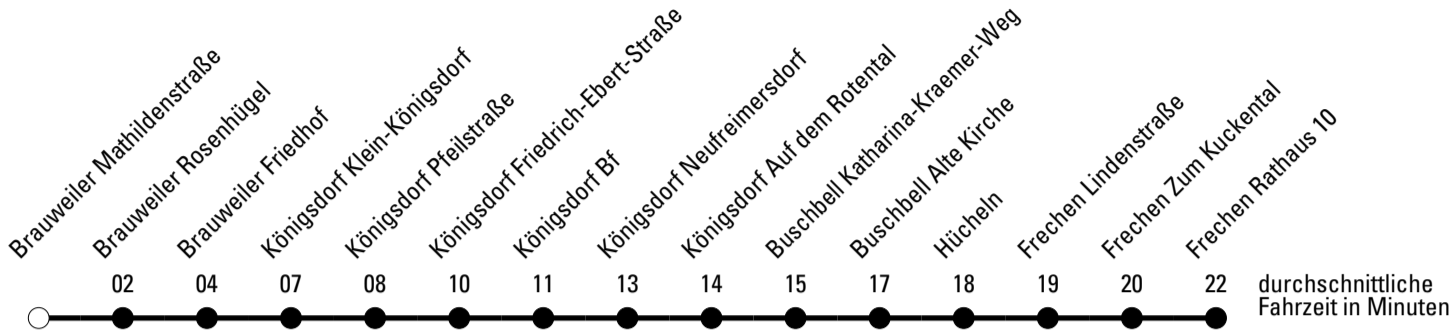 Brauweiler Mathildenstraße
Brauweiler Rosenhügel
Brauweiler Friedhof
Königsdorf Klein-Königsdorf
Königsdorf Pfeilstraße
Königsdorf Friedrich-Ebert-Straße
Königsdorf Bf
Königsdorf Neufreimersdorf
Königsdorf Auf dem Rotental
Buschbell Katharina-Kraemer-Weg
Buschbell Alte Kirche
Hücheln
Frechen Lindenstraße
Frechen Zum Kuckental
Frechen Rathaus 10
02 04 07 08 10 11 13 14 15 17 18 19 20 22
durchschnittliche
Fahrzeit in Minuten